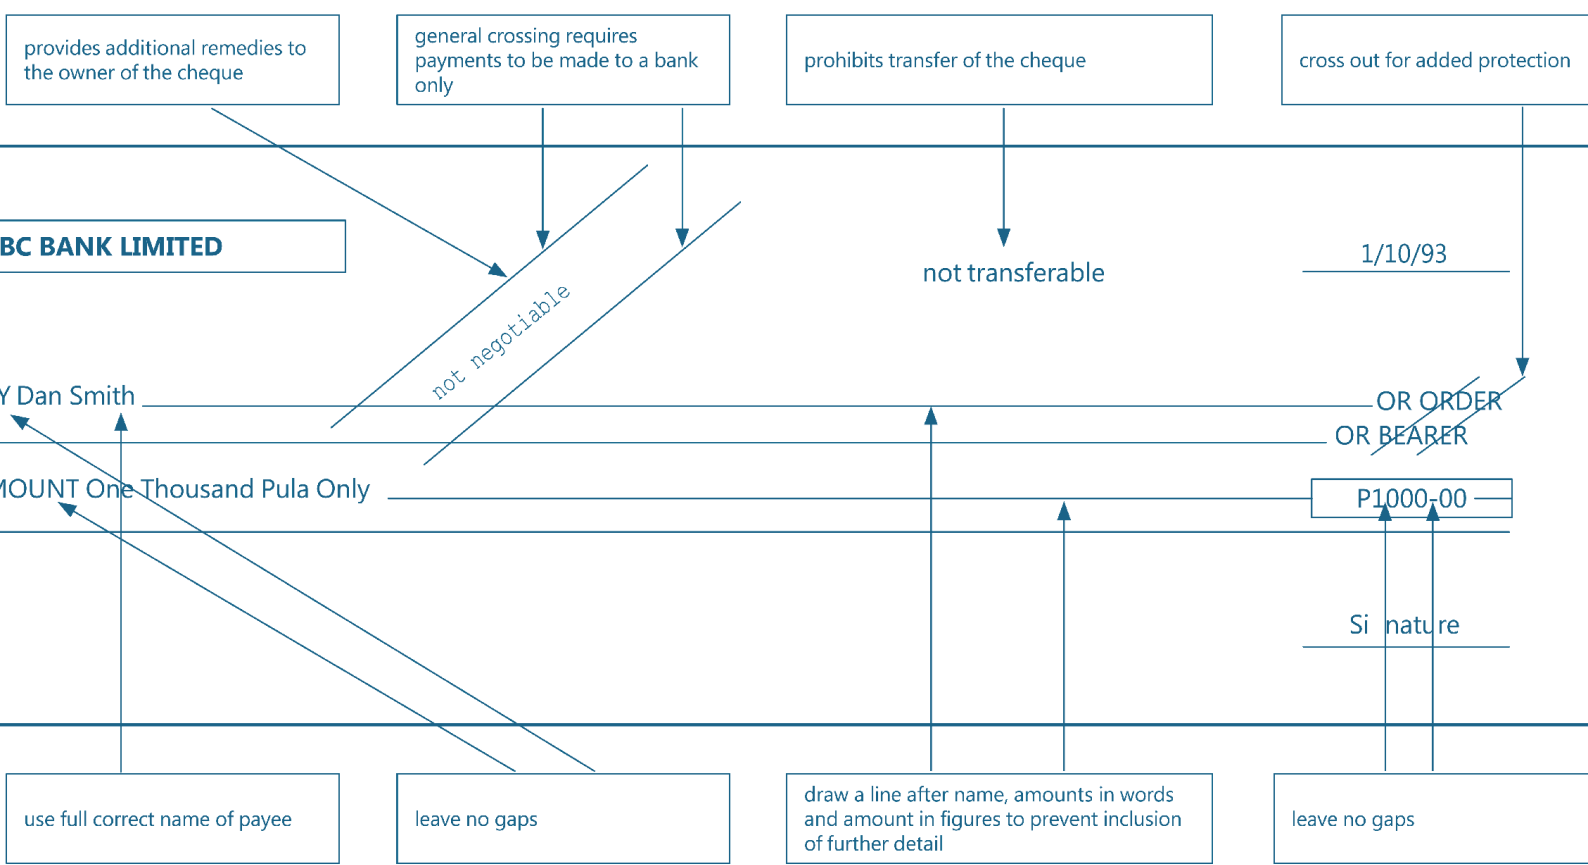 provides additional remedies to
the owner of the cheque
general crossing requires
payments to be made to a bank
only
prohibits transfer of the cheque
cross out for added protection
BC BANK LIMITED
not negotiable
not transferable
1/10/93
Y Dan Smith
OR ORDER
OR BEARER
MOUNT One Thousand Pula Only
P1000-00
Si nature
use full correct name of payee
leave no gaps
draw a line after name, amounts in words
and amount in figures to prevent inclusion
of further detail
leave no gaps